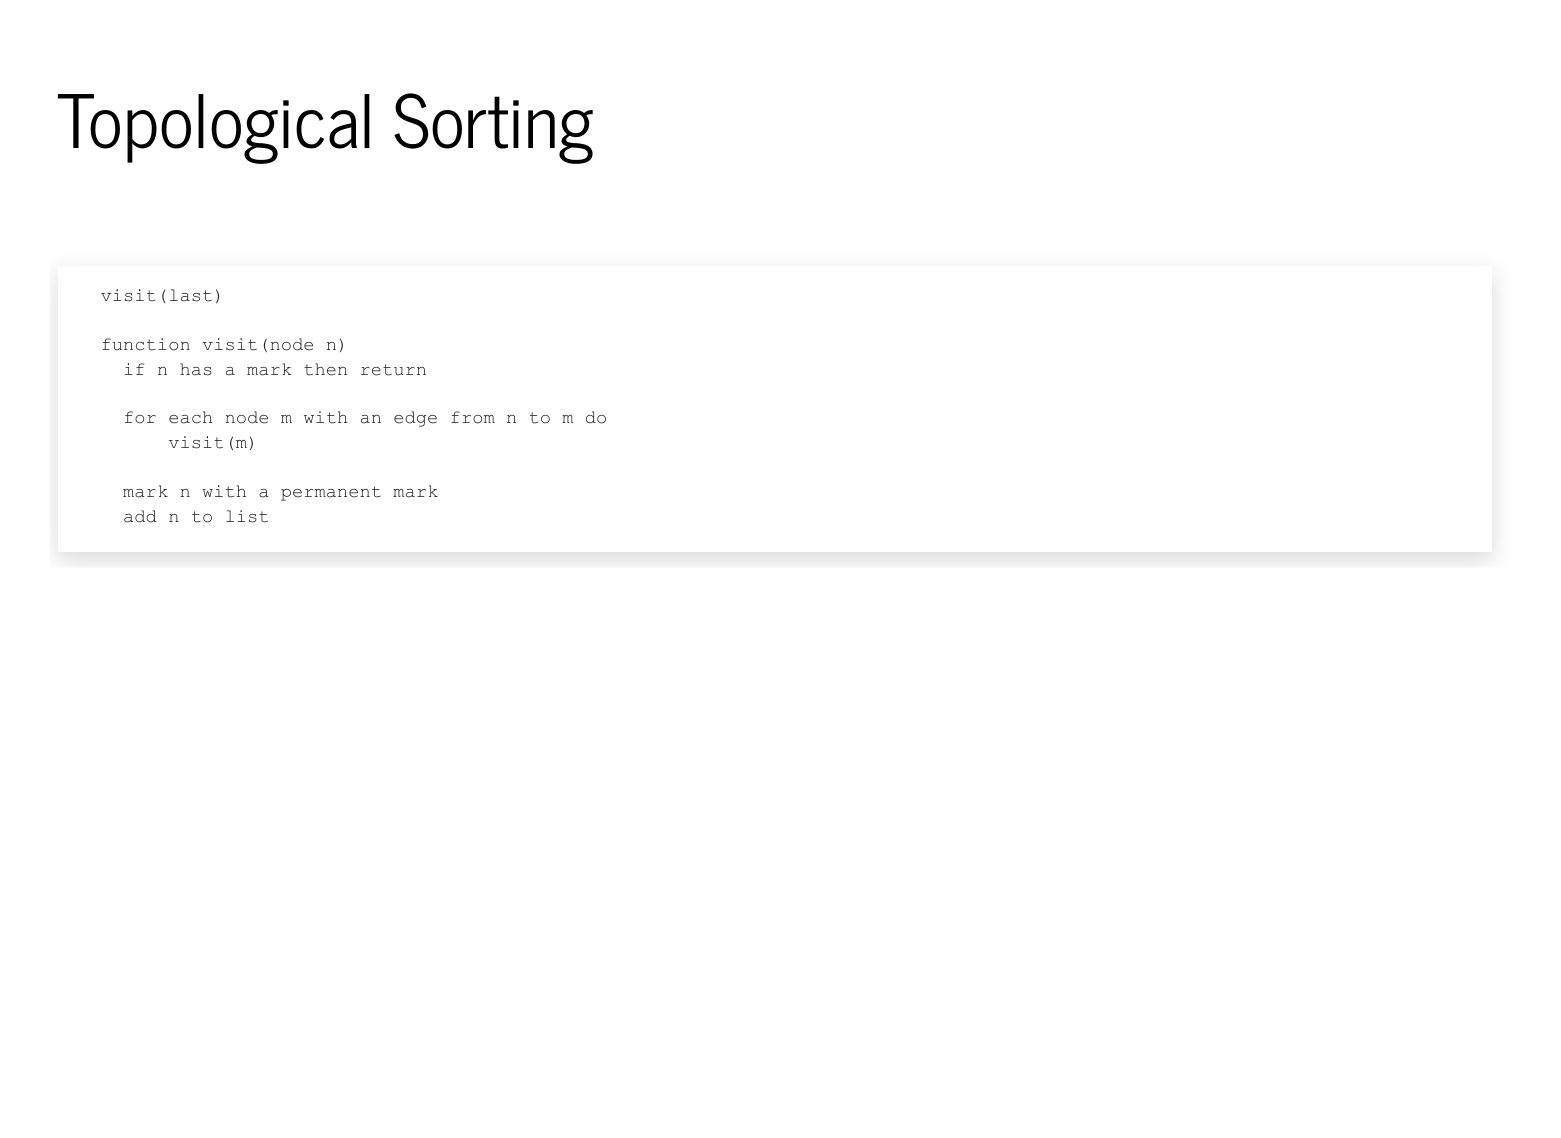 Topological Sorting
visit(last)
function visit(node n)
  if n has a mark then return
  for each node m with an edge from n to m do
      visit(m)
  mark n with a permanent mark
  add n to list